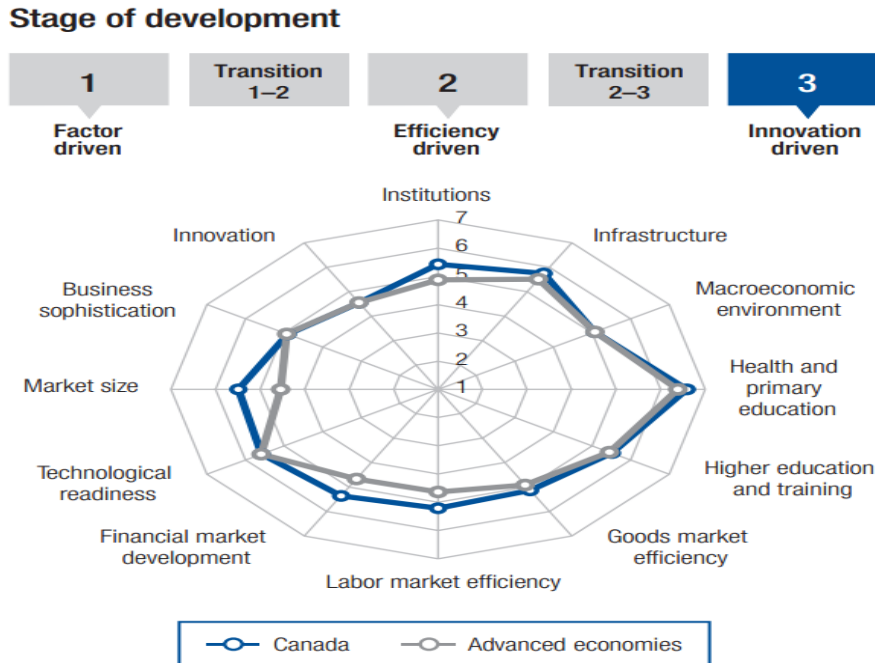 Stage of development
1
Transition
1–2
2
Transition
2–3
3
Factor
driven
Efficiency
driven
Innovation
driven
Institutions
Infrastructure
Macroeconomic
environment
Health and
primary
education
Higher education
and training
Goods market
efficiency
Labor market efficiency
Financial market
development
Technological
readiness
Market size
Business
sophistication
Innovation
7
6
5
4
3
2
1
Canada
Advanced economies